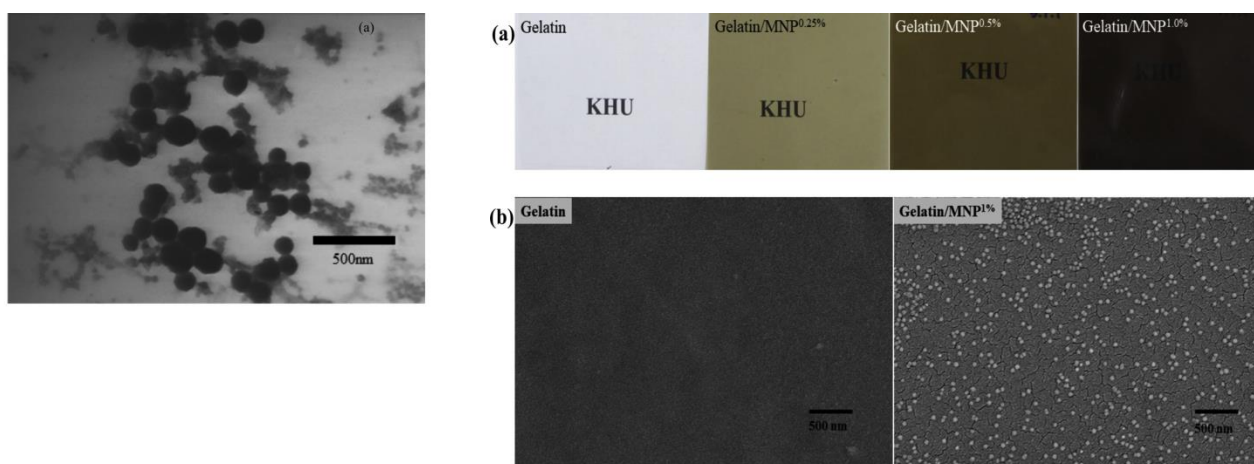 (a)
500nm
(a)
Gelatin
Gelatin/MNP0.25%
Gelatin/MNP0.5%
Gelatin/MNP1.0%
KHU
KHU
KHU
KHU
(b)
Gelatin
Gelatin/MNP1%
500 nm
500 nm